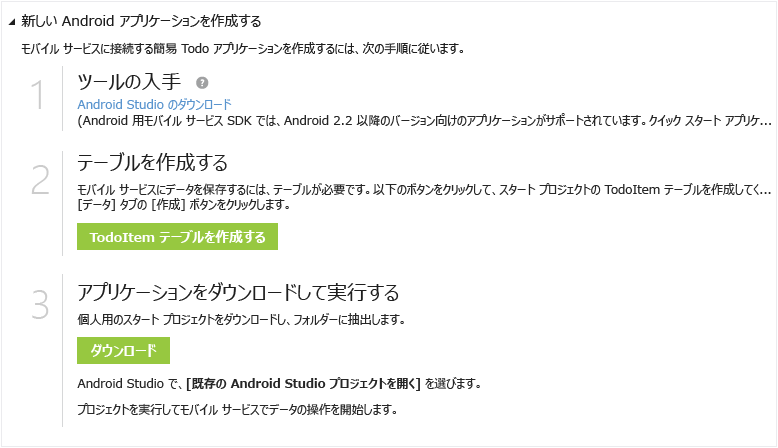 新しい Android アプリケーションを作成する
モバイル サービスに接続する簡易 Todo アプリケーションを作成するには、次の手順に従います。
1
ツールの入手 ?
Android Studio のダウンロード
(Android 用モバイル サービス SDK では、Android 2.2 以降のバージョン向けのアプリケーションがサポートされています。クイック スタート アプリケ...
2
テーブルを作成する
モバイル サービスにデータを保存するには、テーブルが必要です。以下のボタンをクリックして、スタート プロジェクトの TodoItem テーブルを作成してく...
[データ] タブの [作成] ボタンをクリックします。
TodoItem テーブルを作成する
3
アプリケーションをダウンロードして実行する
個人用のスタート プロジェクトをダウンロードし、フォルダーに抽出します。
ダウンロード
Android Studio で、[既存の Android Studio プロジェクトを開く] を選びます。
プロジェクトを実行してモバイル サービスでデータの操作を開始します。